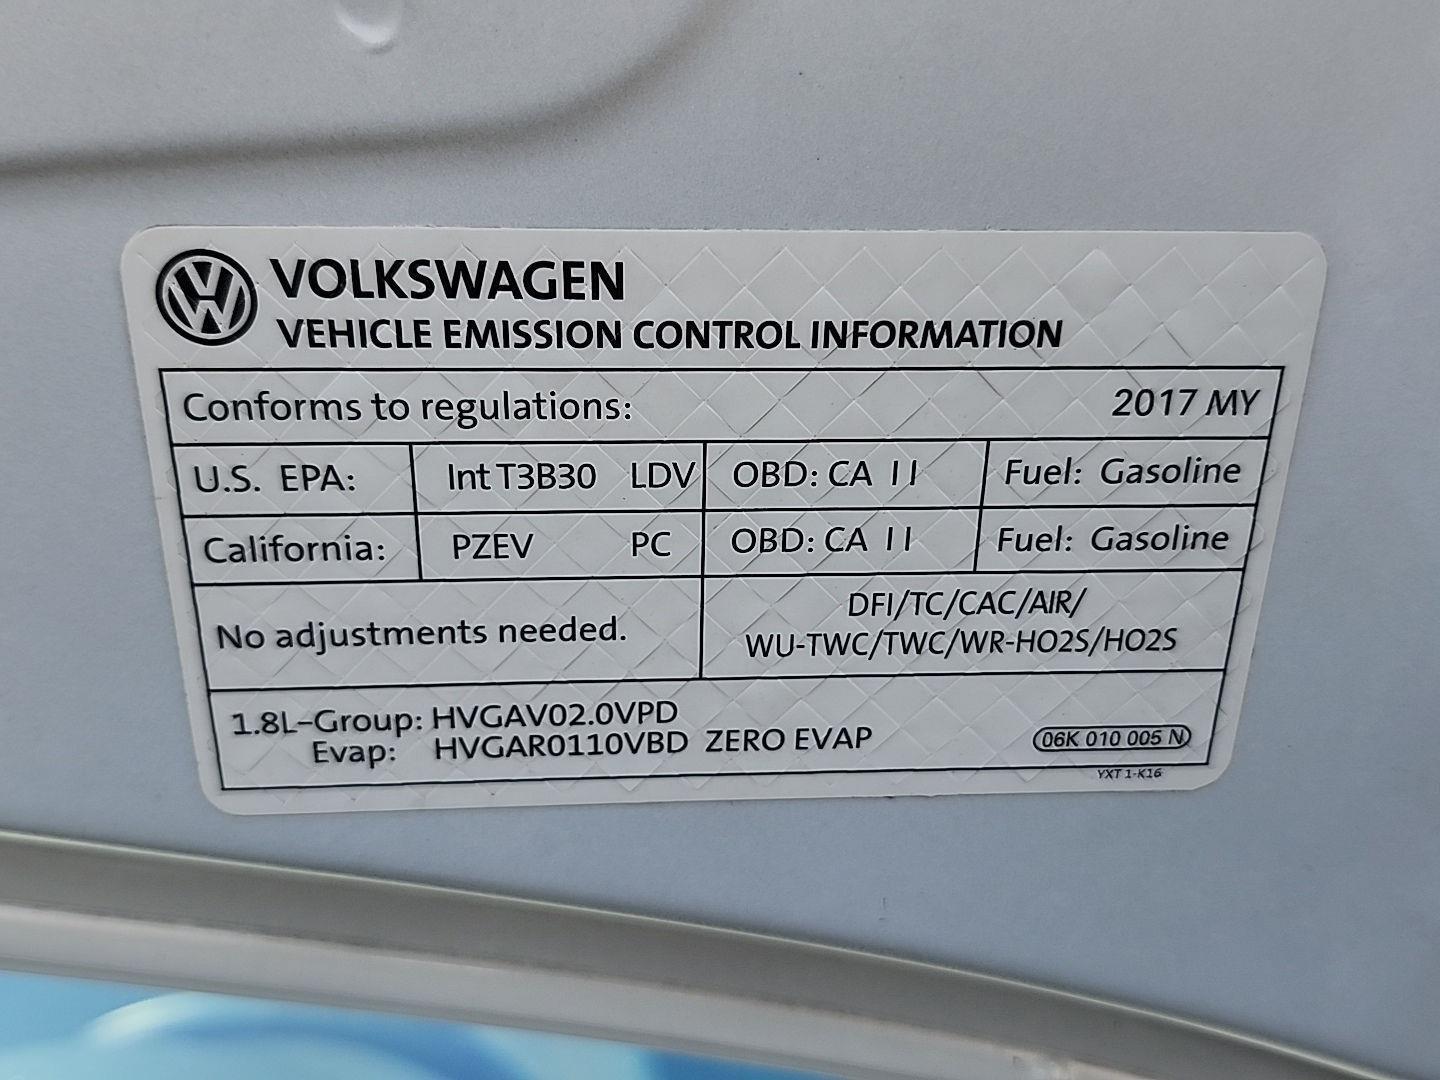 VOLKSWAGEN
VEHICLE EMISSION CONTROL INFORMATION
Conforms to regulations: 2017 MY
U.S. EPA: Int T3B30 LDV OBD: CA II Fuel: Gasoline
California: PZEV PC OBD: CA II Fuel: Gasoline
No adjustments needed.
DFI/TC/CAC/AIR/
WU-TWC/TWC/WR-HO2S/HO2S
1.8L-Group: HVGAV02.0VPD
Evap: HVGAR0110VBD ZERO EVAP
06K 010 005 N
YXT 1-K16